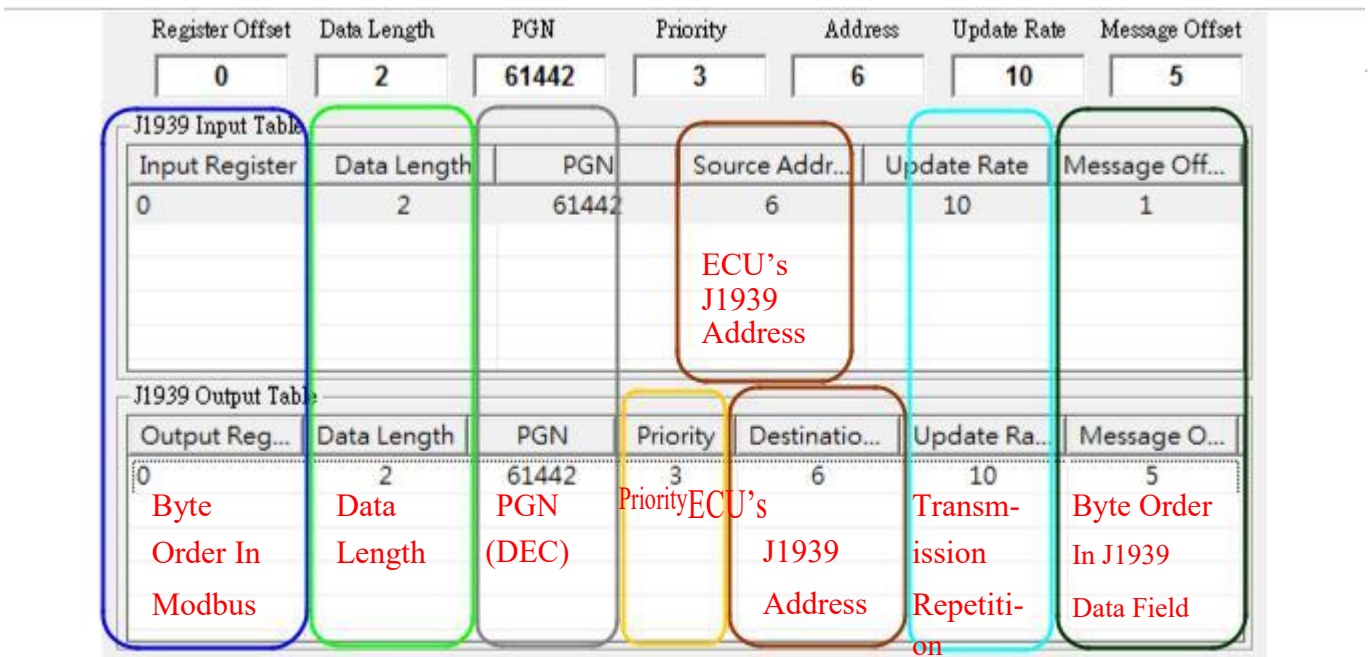 Register Offset Data Length PGN Priority Address Update Rate Message Offset
0 2 61442 3 6 10 5
J1939 Input Table
Input Register Data Length PGN Source Addr... Update Rate Message Off...
0 2 61442 6 10 1
ECU’s
J1939
Address
J1939 Output Table
Output Reg... Data Length PGN Priority Destinatio... Update Ra... Message O...
0 2 61442 3 6 10 5
Byte Data PGN Priority ECU’s Transm- Byte Order
Order In Length (DEC) J1939 ission In J1939
Modbus Address Repetiti- Data Field
on